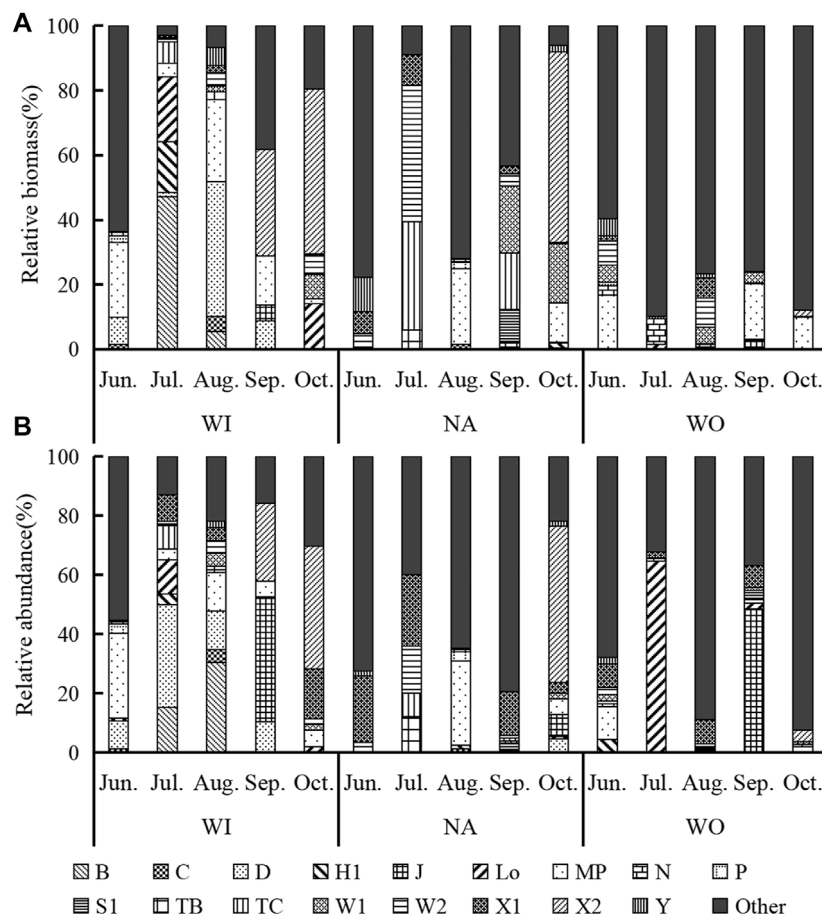 A
Relative biomass(%)
100
80
60
40
20
0
Jun. Jul. Aug. Sep. Oct. Jun. Jul. Aug. Sep. Oct. Jun. Jul. Aug. Sep. Oct.
WI NA WO
B
Relative abundance(%)
100
80
60
40
20
0
Jun. Jul. Aug. Sep. Oct. Jun. Jul. Aug. Sep. Oct. Jun. Jul. Aug. Sep. Oct.
WI NA WO
B C D H1 J Lo MP N P
S1 TB TC W1 W2 X1 X2 Y Other